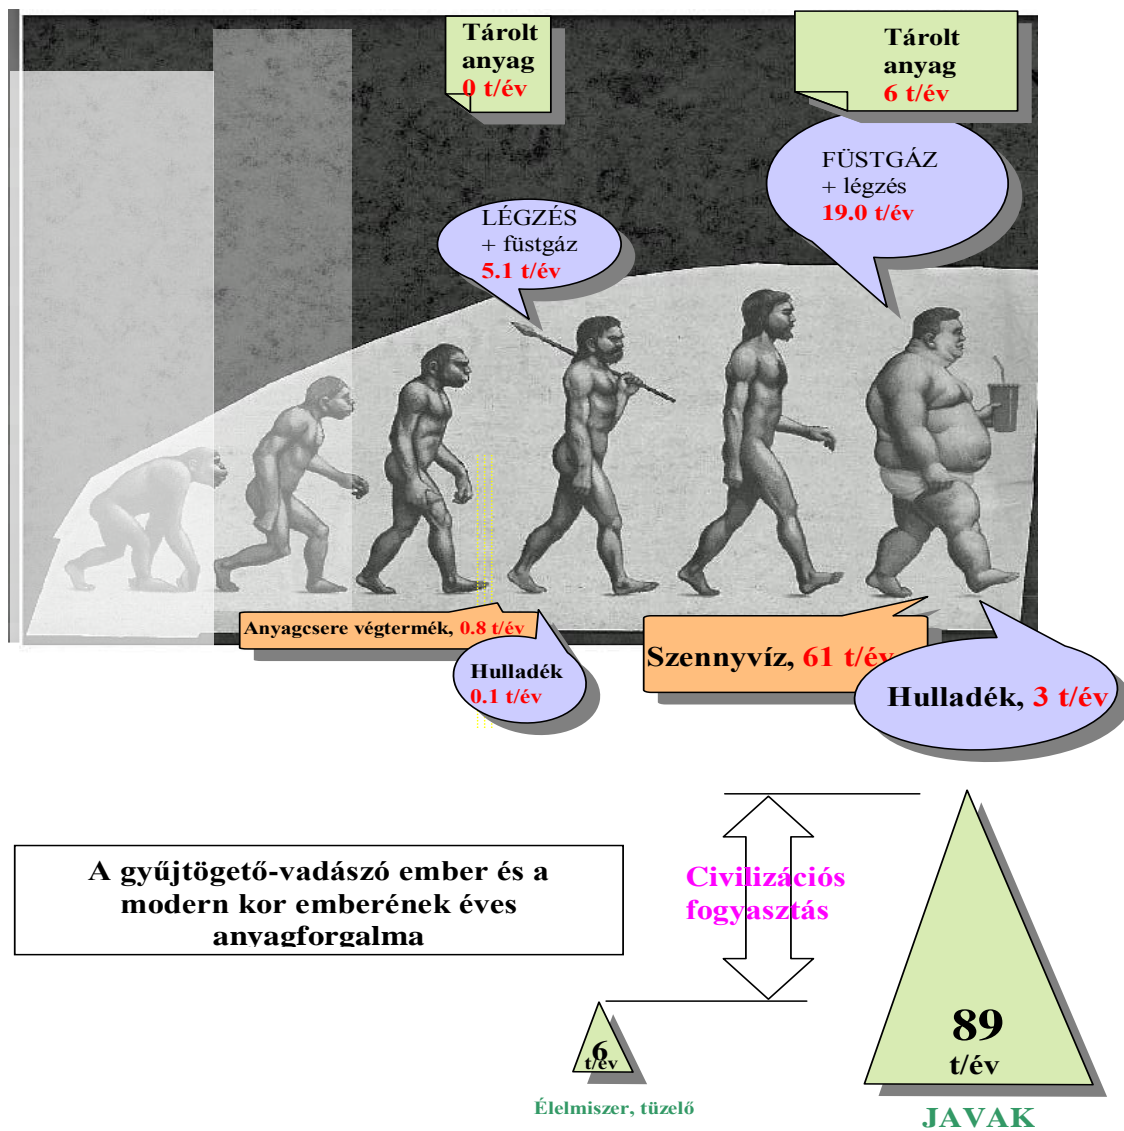 Tárolt
anyag
0 t/év
Tárolt
anyag
6 t/év
FÜSTGÁZ
+ légzés
19.0 t/év
LÉGZÉS
+ füstgáz
5.1 t/év
Anyagcsere végtermék, 0.8 t/év
Hulladék
0.1 t/év
Szennyvíz, 61 t/év
Hulladék, 3 t/év
A gyűjtögető-vadászó ember és a
modern kor emberének éves
anyagforgalma
Civilizációs
fogyasztás
6
t/év
Élelmiszer, tüzelő
89
t/év
JAVAK